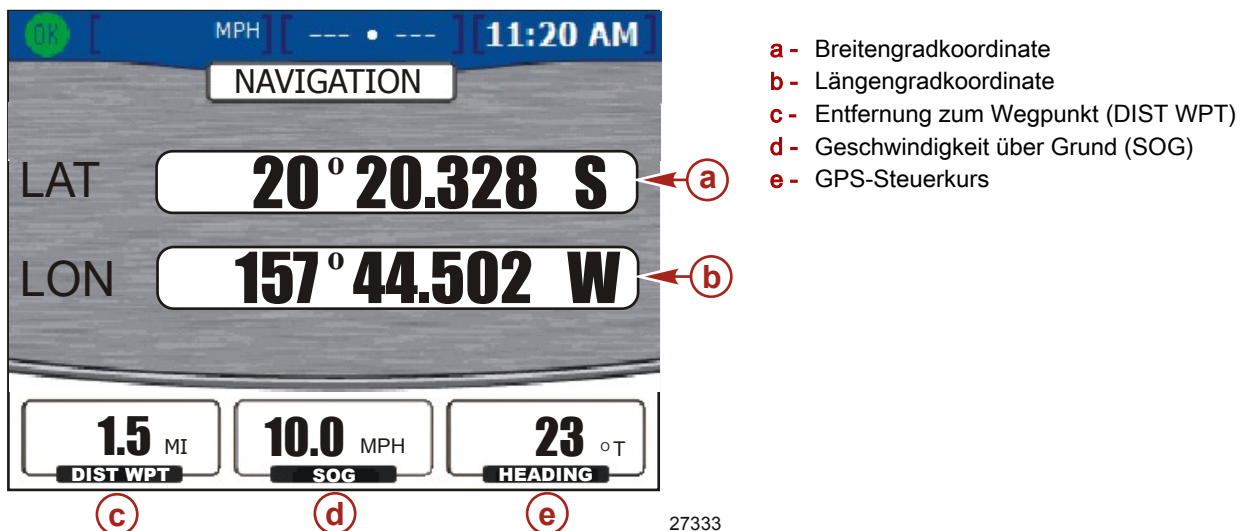 OK [ MPH ] [ --- • --- ] [ 11:20 AM ]
NAVIGATION
LAT 20° 20.328 S a
LON 157° 44.502 W b
1.5 MI 10.0 MPH 23 °T
DIST WPT SOG HEADING
c d e
27333
a - Breitengradkoordinate
b - Längengradkoordinate
c - Entfernung zum Wegpunkt (DIST WPT)
d - Geschwindigkeit über Grund (SOG)
e - GPS-Steuerkurs